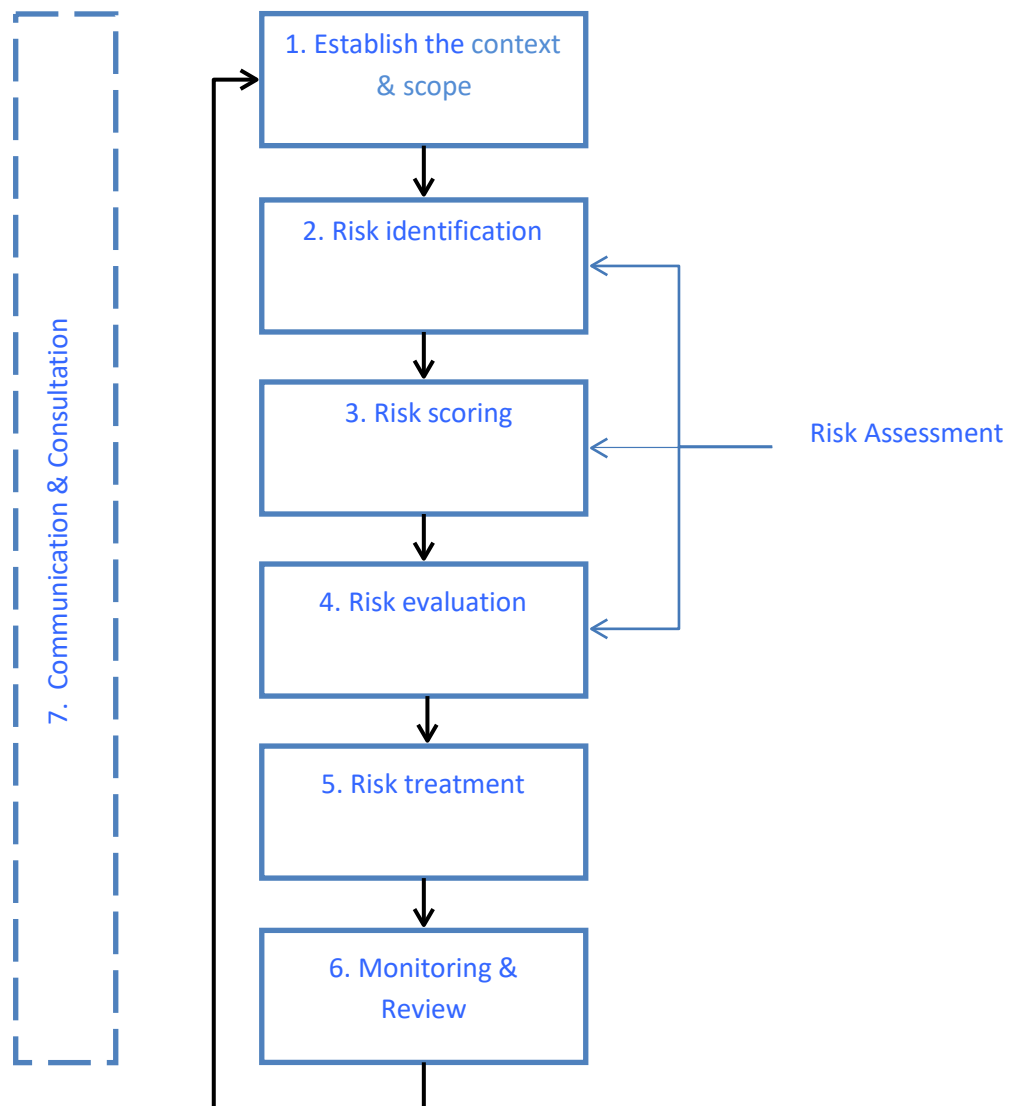 1. Establish the context
& scope
2. Risk identification
3. Risk scoring
Risk Assessment
4. Risk evaluation
5. Risk treatment
6. Monitoring &
Review
7. Communication & Consultation